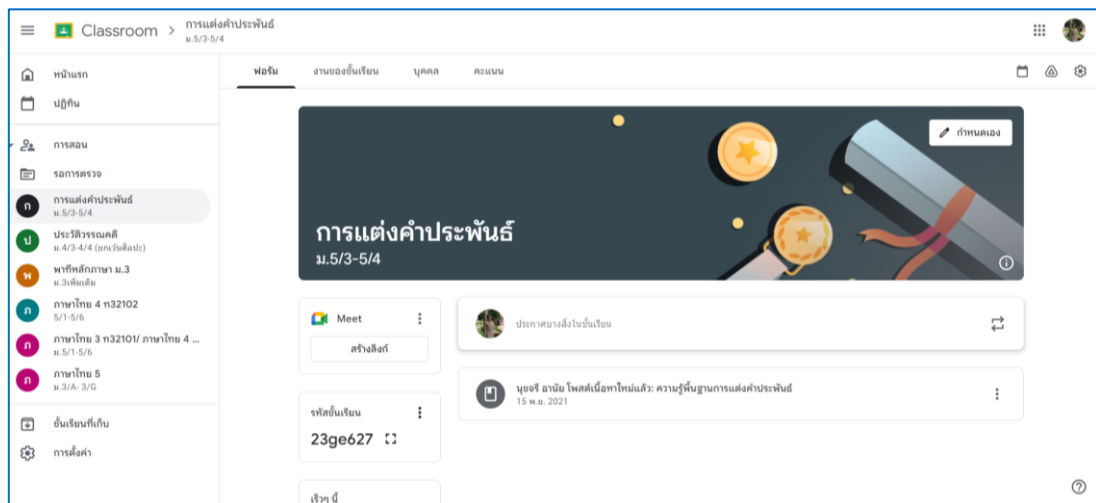 Classroom
การแต่งคำประพันธ์
ม.5/3-5/4
หน้าแรก
ปฏิทิน
การสอน
รอการตรวจ
ก
การแต่งคำประพันธ์
ม.5/3-5/4
ป
ประวัติวรรณคดี
ม.4/3-4/4 (ยกเว้นศิลปะ)
พ
พาทีหลักภาษา ม.3
ม.3เพิ่มเติม
ภ
ภาษาไทย 4 ท32102
5/1-5/6
ภ
ภาษาไทย 3 ท32101/ ภาษาไทย 4 ...
ม.5/1-5/6
ภ
ภาษาไทย 5
ม.3/A- 3/G
ชั้นเรียนที่เก็บ
การตั้งค่า
ฟอรัม งานของชั้นเรียน บุคคล คะแนน
กำหนดเอง
การแต่งคำประพันธ์
ม.5/3-5/4
Meet
สร้างลิงก์
รหัสชั้นเรียน
23ge627
เร็วๆ นี้
ประกาศบางสิ่งในชั้นเรียน
นุชจรี อานัย โพสต์เนื้อหาใหม่แล้ว: ความรู้พื้นฐานการแต่งคำประพันธ์
15 พ.ย. 2021